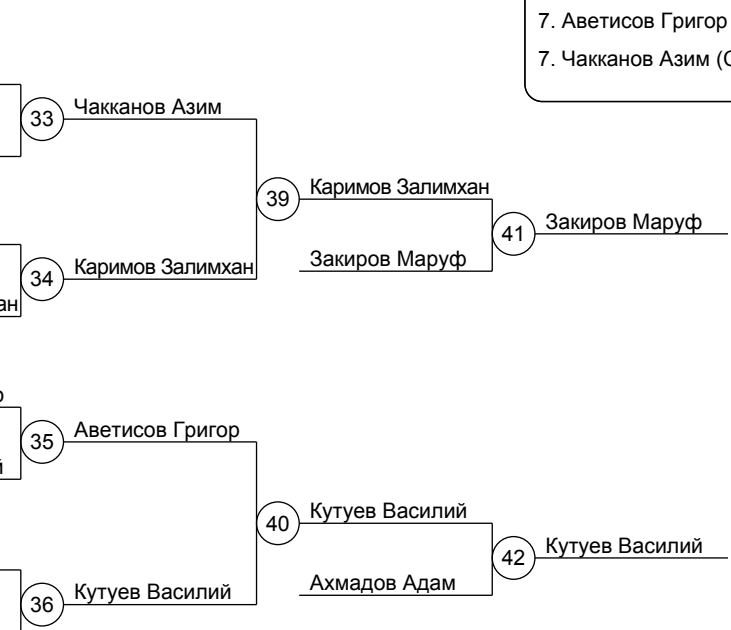 7. Аветисов Григор
7. Чакканов Азим
33 Чакканов Азим
39 Каримов Залимхан
41 Закиров Маруф
Закиров Маруф
34 Каримов Залимхан
35 Аветисов Григор
40 Кутуев Василий
42 Кутуев Василий
Ахмадов Адам
36 Кутуев Василий